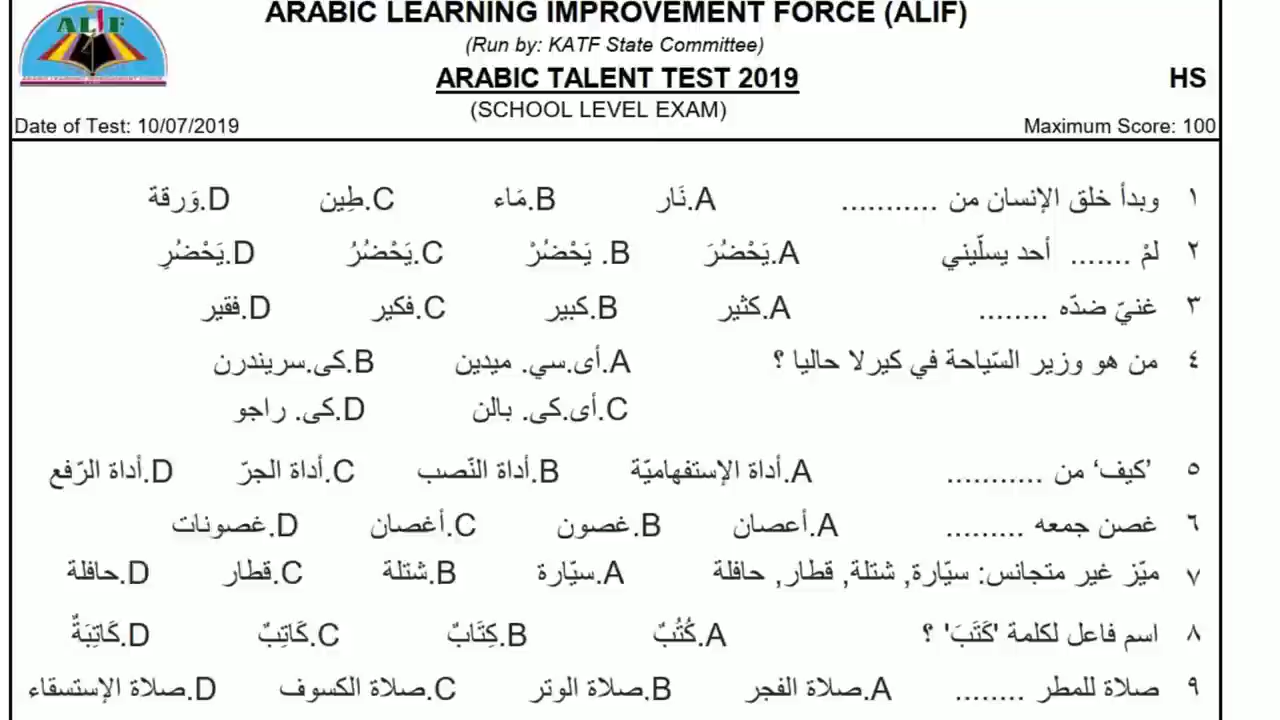 ALIF
ARABIC LEARNING IMPROVEMENT FORCE
ARABIC LEARNING IMPROVEMENT FORCE (ALIF)
(Run by: KATF State Committee)
ARABIC TALENT TEST 2019
HS
(SCHOOL LEVEL EXAM)
Date of Test: 10/07/2019
Maximum Score: 100
١ وبدأ خلق الإنسان من ........... A.نَار B.مَاء C.طِين D.وَرقة
٢ لمْ ....... أحد يسلّيني A.يَحْضُرَ B. يَحْضُرْ C.يَحْضُرُ D.يَحْضُرِ
٣ غنيّ ضدّه ........ A.كثير B.كبير C.فكير D.فقير
٤ من هو وزير السّياحة في كيرلا حاليا ؟ A.أى.سي. ميدين B.كى.سريندرن
C.أى.كى. بالن D.كى. راجو
٥ ’كيف‘ من ........... A.أداة الإستفهاميّة B.أداة النّصب C.أداة الجرّ D.أداة الرّفع
٦ غصن جمعه ......... A.أعصان B.غصون C.أغصان D.غصونات
٧ ميّز غير متجانس: سيّارة, شتلة, قطار, حافلة A.سيّارة B.شتلة C.قطار D.حافلة
٨ اسم فاعل لكلمة 'كَتَبَ' ؟ A.كُتُبٌ B.كِتَابٌ C.كَاتِبٌ D.كَاتِبَةٌ
٩ صلاة للمطر ........ A.صلاة الفجر B.صلاة الوتر C.صلاة الكسوف D.صلاة الإستسقاء